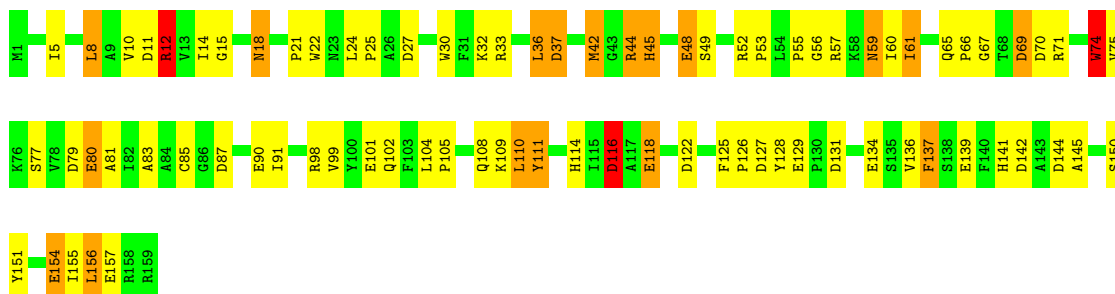 M1 I5 L8 A9 V10 D11 R12 V13 I14 G15 N18 P21 W22 N23 L24 P25 A26 D27 W30 F31 K32 R33 L36 D37 M42 G43 R44 H45 E48 S49 R52 P53 L54 P55 G56 R57 K58 N59 I60 I61 Q65 P66 G67 T68 D69 D70 R71 W74 V75
K76 S77 V78 D79 E80 A81 I82 A83 A84 C85 G86 D87 E90 I91 R98 V99 Y100 E101 Q102 F103 L104 P105 Q108 K109 L110 Y111 H114 I115 D116 A117 E118 D122 F125 P126 D127 Y128 E129 P130 D131 E134 S135 V136 F137 S138 E139 F140 H141 D142 A143 D144 A145 S150
Y151 E154 I155 L156 E157 R158 R159